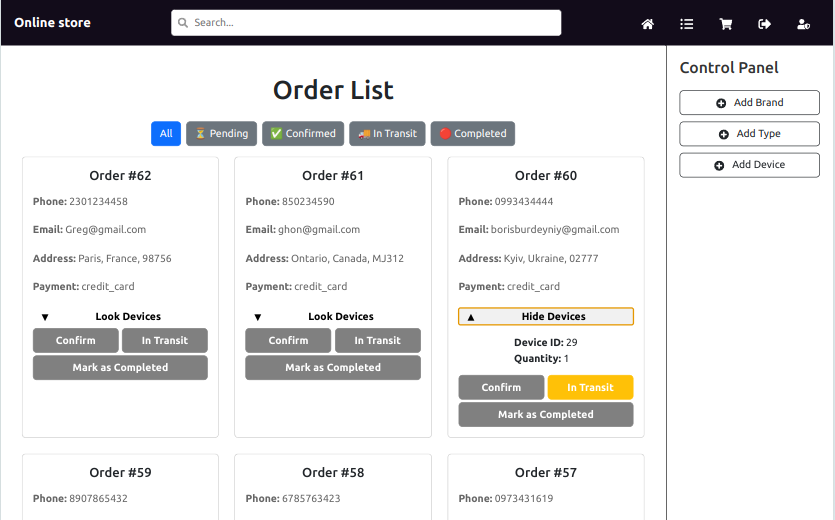 Online store
Search...
Control Panel
Add Brand
Add Type
Add Device
Order List
All
⏳ Pending
✅ Confirmed
🚚 In Transit
🔴 Completed
Order #62
Phone: 2301234458
Email: Greg@gmail.com
Address: Paris, France, 98756
Payment: credit_card
▼ Look Devices
Confirm
In Transit
Mark as Completed
Order #61
Phone: 850234590
Email: ghon@gmail.com
Address: Ontario, Canada, MJ312
Payment: credit_card
▼ Look Devices
Confirm
In Transit
Mark as Completed
Order #60
Phone: 0993434444
Email: borisburdeyniy@gmail.com
Address: Kyiv, Ukraine, 02777
Payment: credit_card
▲ Hide Devices
Device ID: 29
Quantity: 1
Confirm
In Transit
Mark as Completed
Order #59
Phone: 8907865432
Order #58
Phone: 6785763423
Order #57
Phone: 0973431619